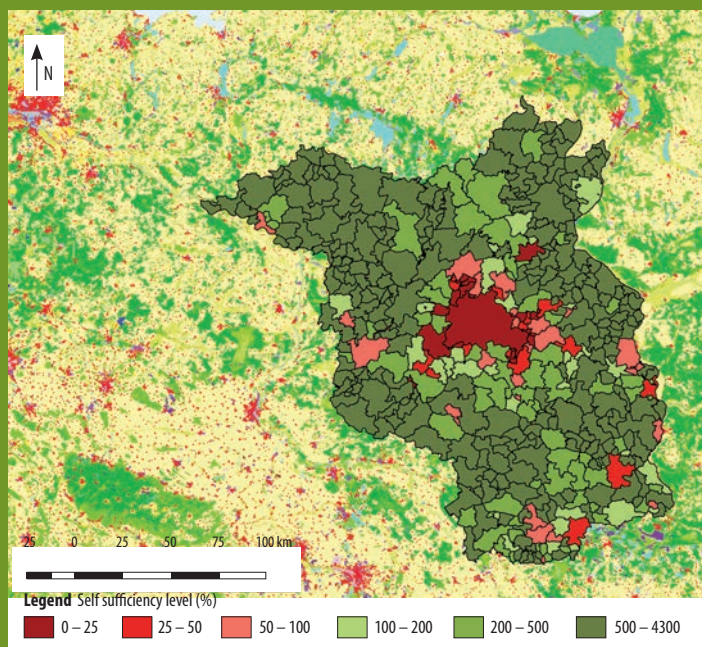 N
25 0 25 50 75 100 km
Legend Self sufficiency level (%)
0 – 25 25 – 50 50 – 100 100 – 200 200 – 500 500 – 4300